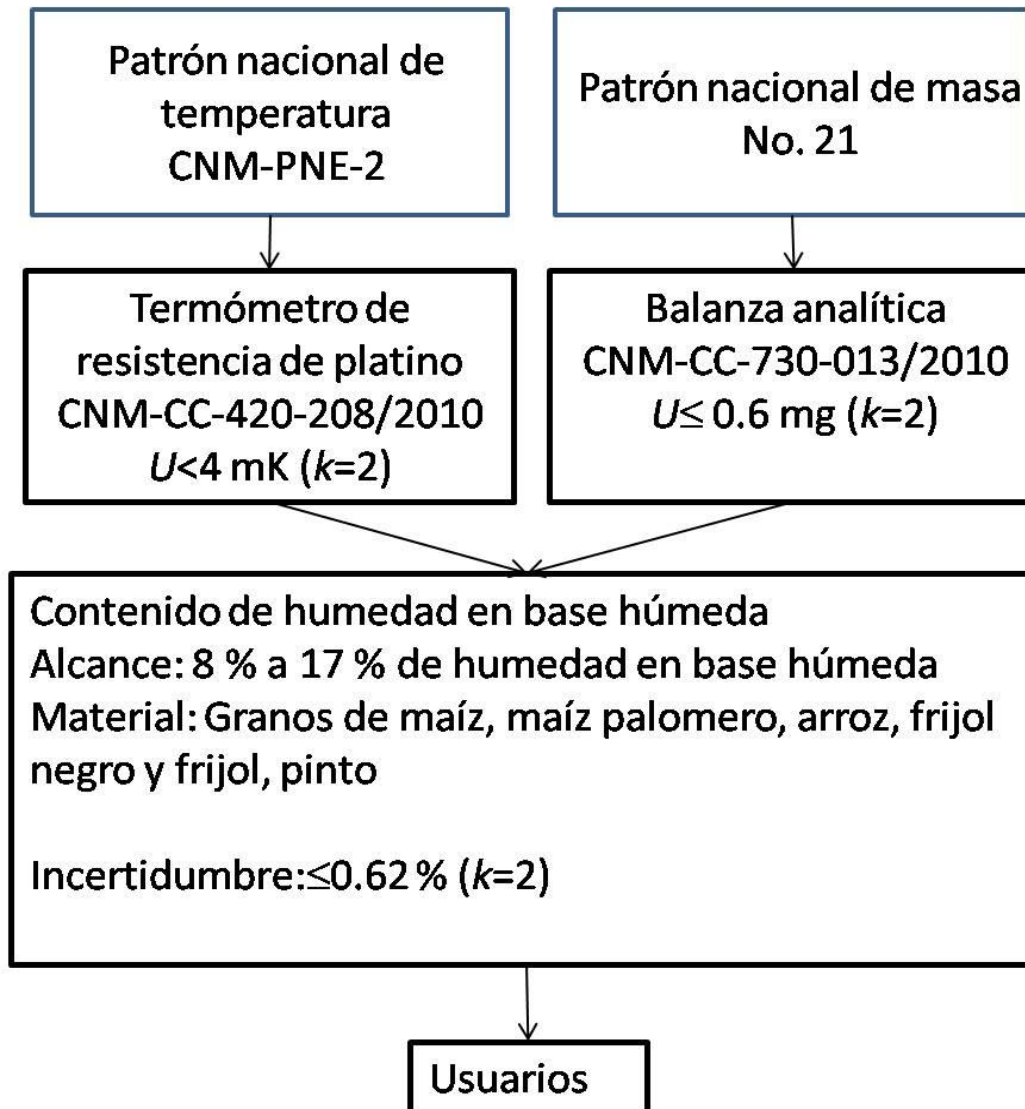 Patrón nacional de
temperatura
CNM-PNE-2
Patrón nacional de masa
No. 21
Termómetro de
resistencia de platino
CNM-CC-420-208/2010
U<4 mK (k=2)
Balanza analítica
CNM-CC-730-013/2010
U≤ 0.6 mg (k=2)
Contenido de humedad en base húmeda
Alcance: 8 % a 17 % de humedad en base húmeda
Material: Granos de maíz, maíz palomero, arroz, frijol
negro y frijol, pinto
Incertidumbre:≤0.62 % (k=2)
Usuarios